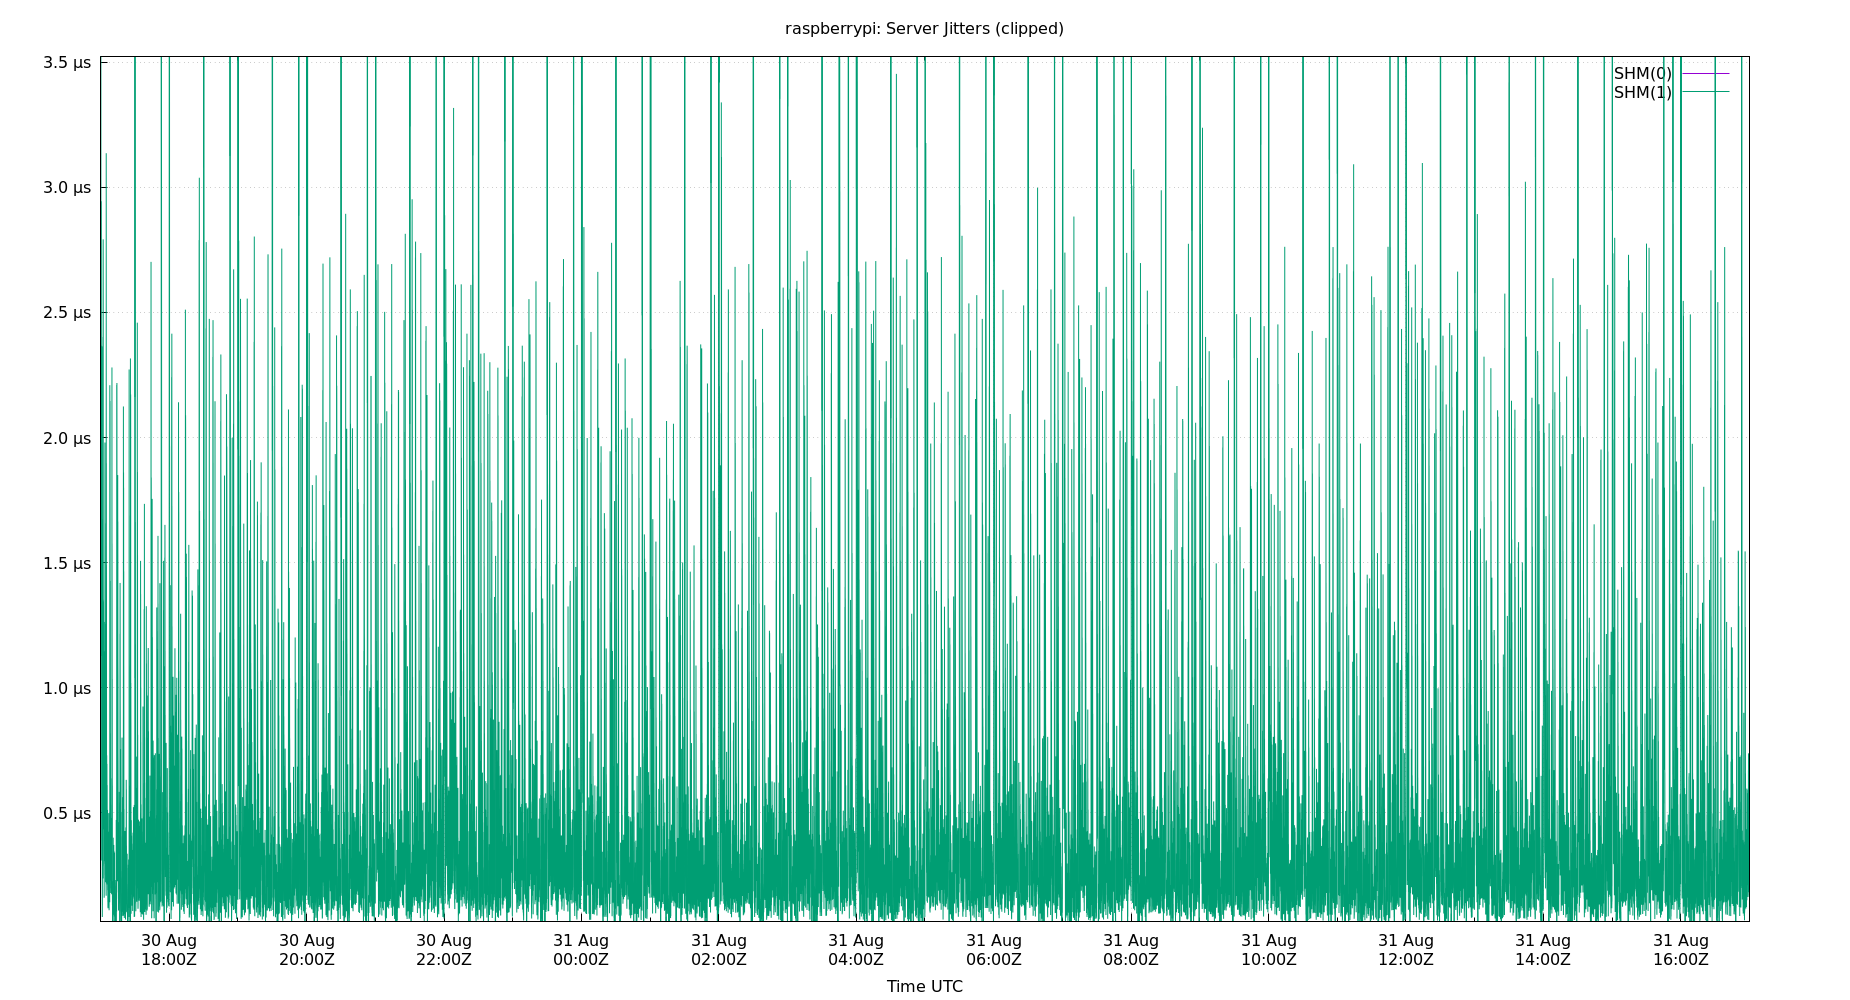 raspberrypi: Server Jitters (clipped)
3.5 μs
SHM(0)
SHM(1)
3.0 μs
2.5 μs
2.0 μs
1.5 μs
1.0 μs
0.5 μs
30 Aug 30 Aug 30 Aug 31 Aug 31 Aug 31 Aug 31 Aug 31 Aug 31 Aug 31 Aug 31 Aug 31 Aug
18:00Z 20:00Z 22:00Z 00:00Z 02:00Z 04:00Z 06:00Z 08:00Z 10:00Z 12:00Z 14:00Z 16:00Z
Time UTC